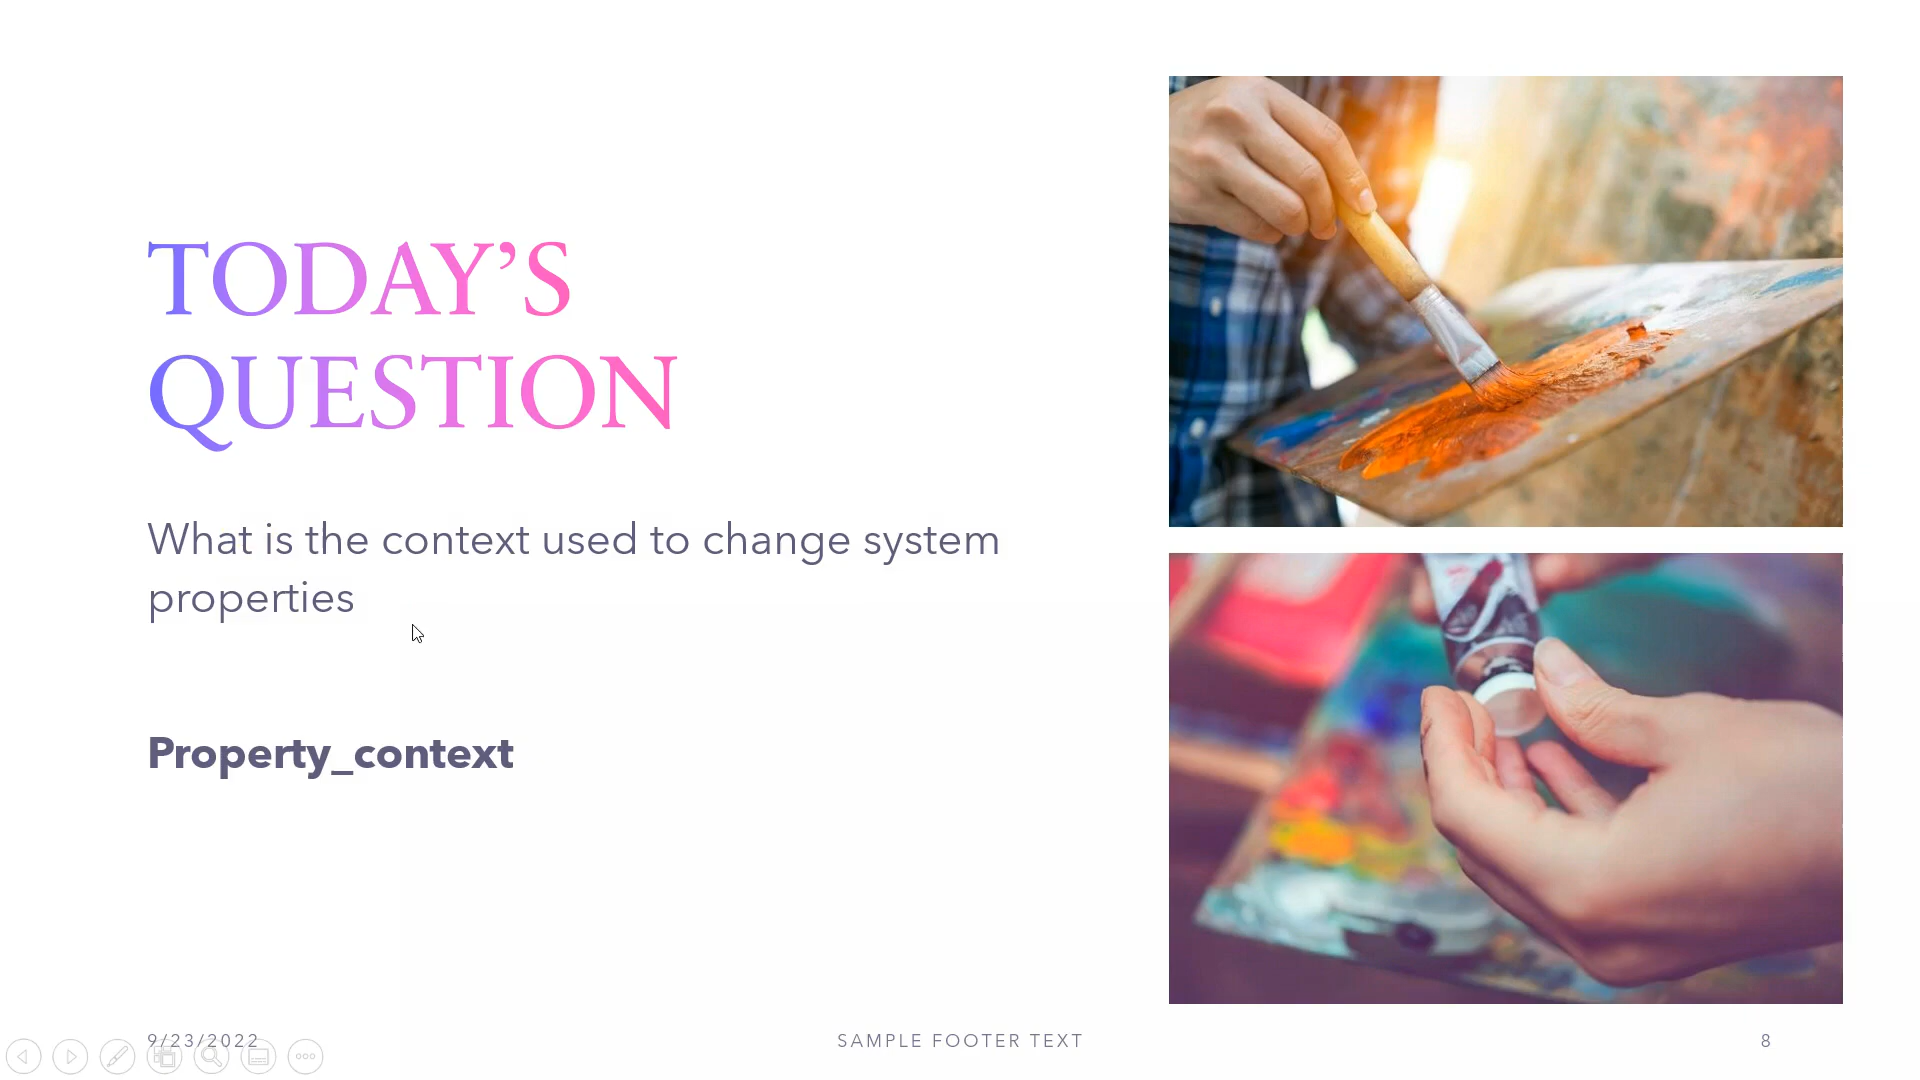 TODAY’S
QUESTION
What is the context used to change system
properties
Property_context
9/23/2022
SAMPLE FOOTER TEXT
8